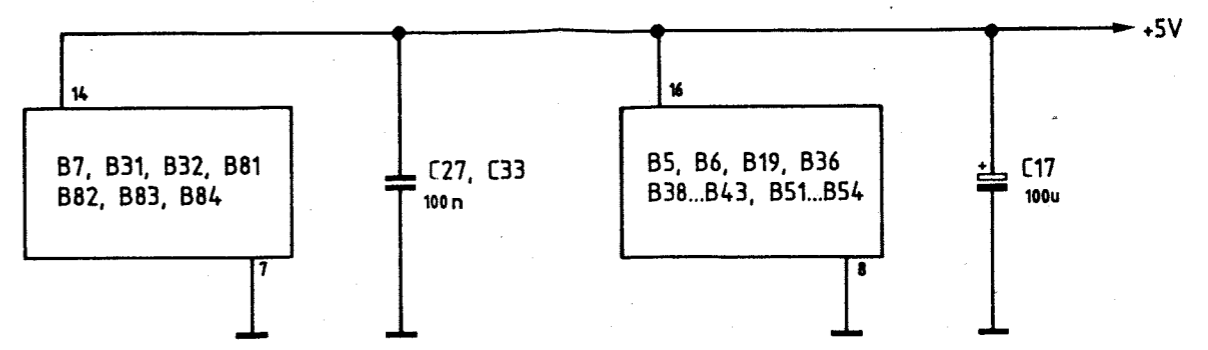 +5V
14
16
B7, B31, B32, B81
B82, B83, B84
C27, C33
100n
B5, B6, B19, B36
B38...B43, B51...B54
+
C17
100u
7
8